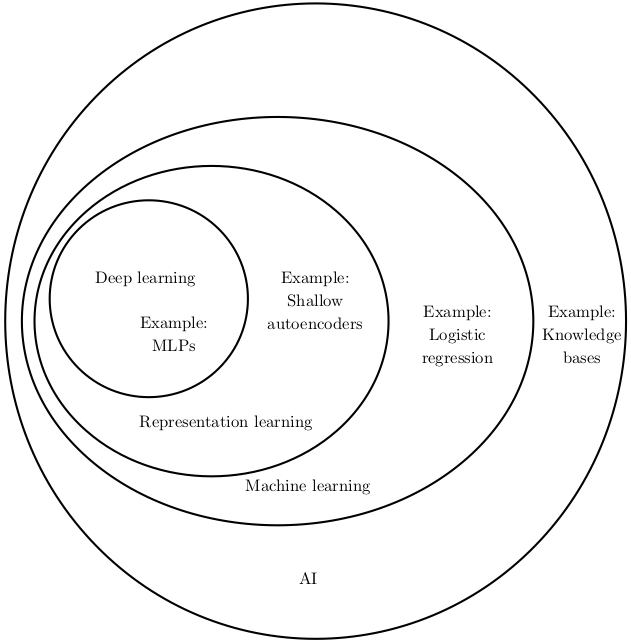 Deep learning
Example:
MLPs
Example:
Shallow
autoencoders
Example:
Logistic
regression
Example:
Knowledge
bases
Representation learning
Machine learning
AI